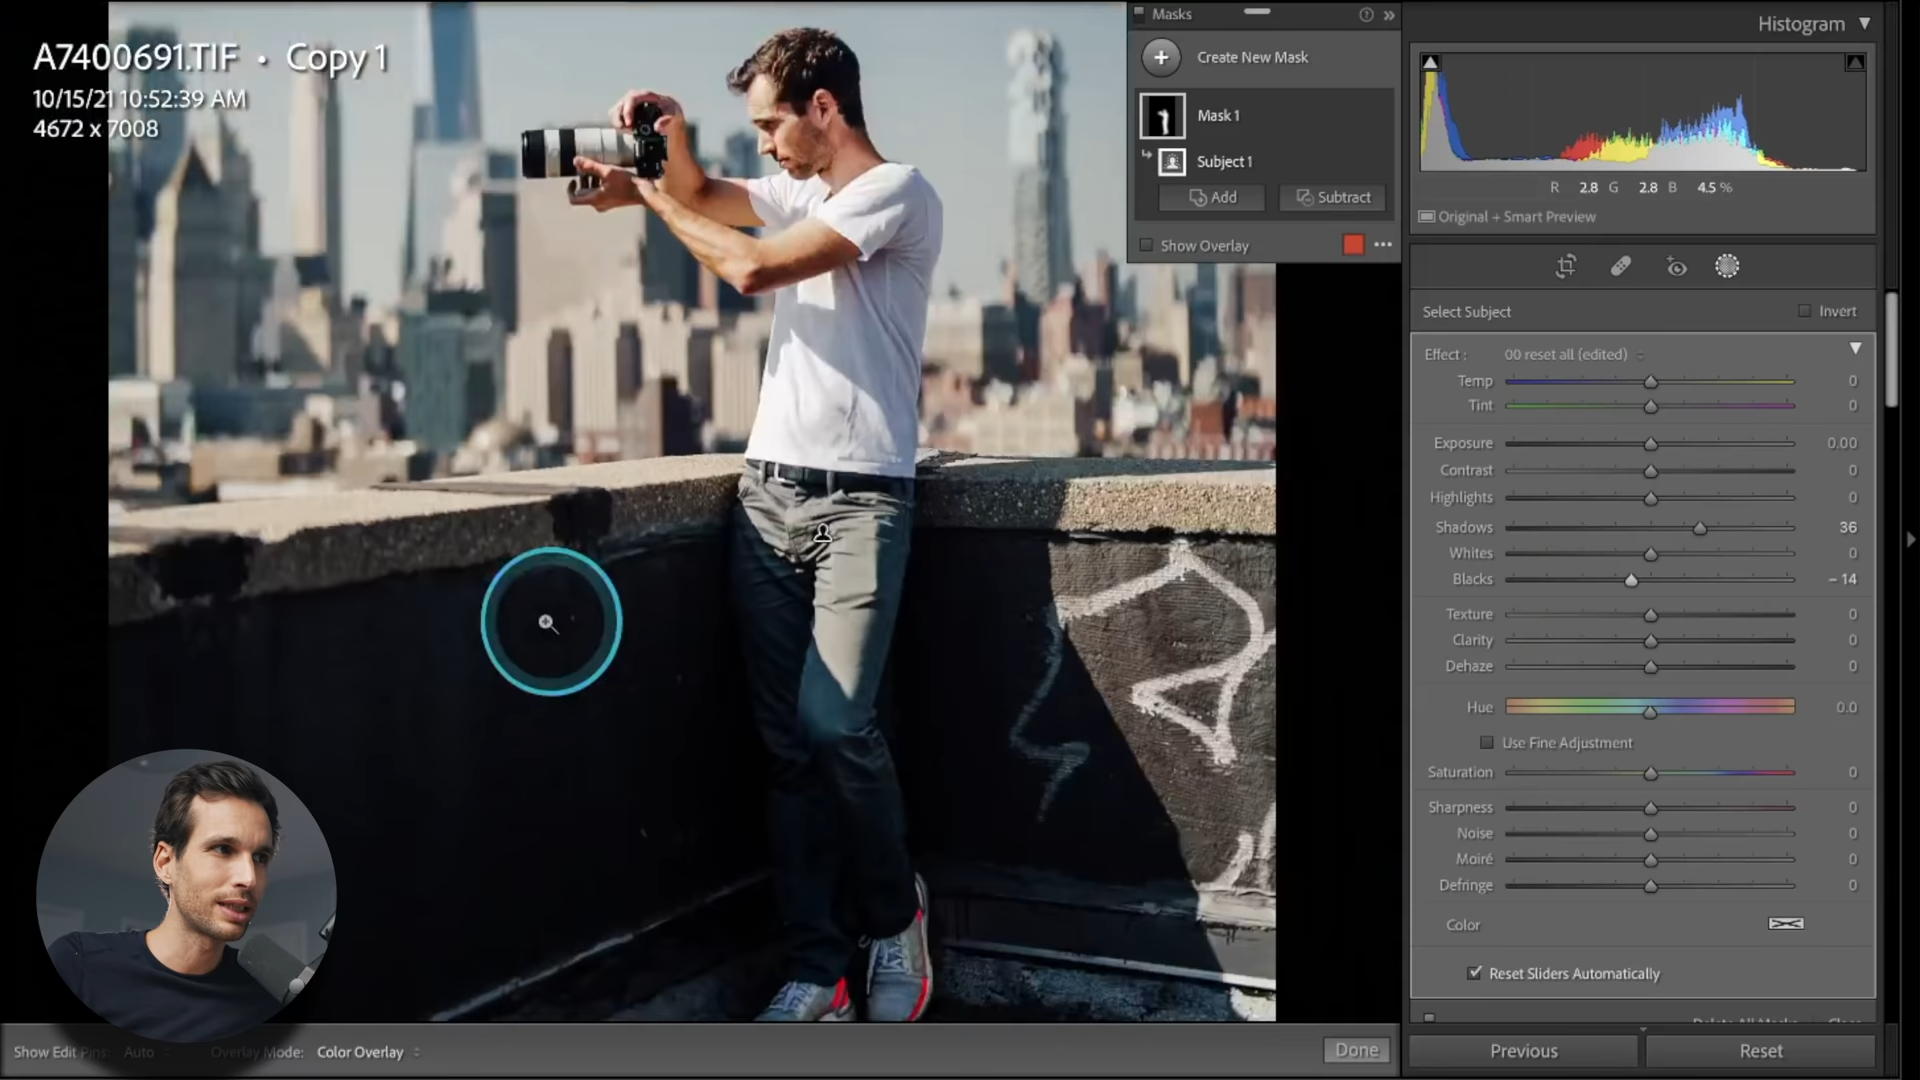 A7400691.TIF • Copy 1
10/15/21 10:52:39 AM
4672 x 7008
Masks
Create New Mask
Mask 1
Subject 1
Add Subtract
Show Overlay
Histogram
R 2.8 G 2.8 B 4.5 %
Original + Smart Preview
Select Subject Invert
Effect : 00 reset all (edited)
Temp 0
Tint 0
Exposure 0.00
Contrast 0
Highlights 0
Shadows 36
Whites 0
Blacks – 14
Texture 0
Clarity 0
Dehaze 0
Hue 0.0
Use Fine Adjustment
Saturation 0
Sharpness 0
Noise 0
Moiré 0
Defringe 0
Color
Reset Sliders Automatically
Show Edit Pins: Auto Overlay Mode: Color Overlay
Done
Previous Reset